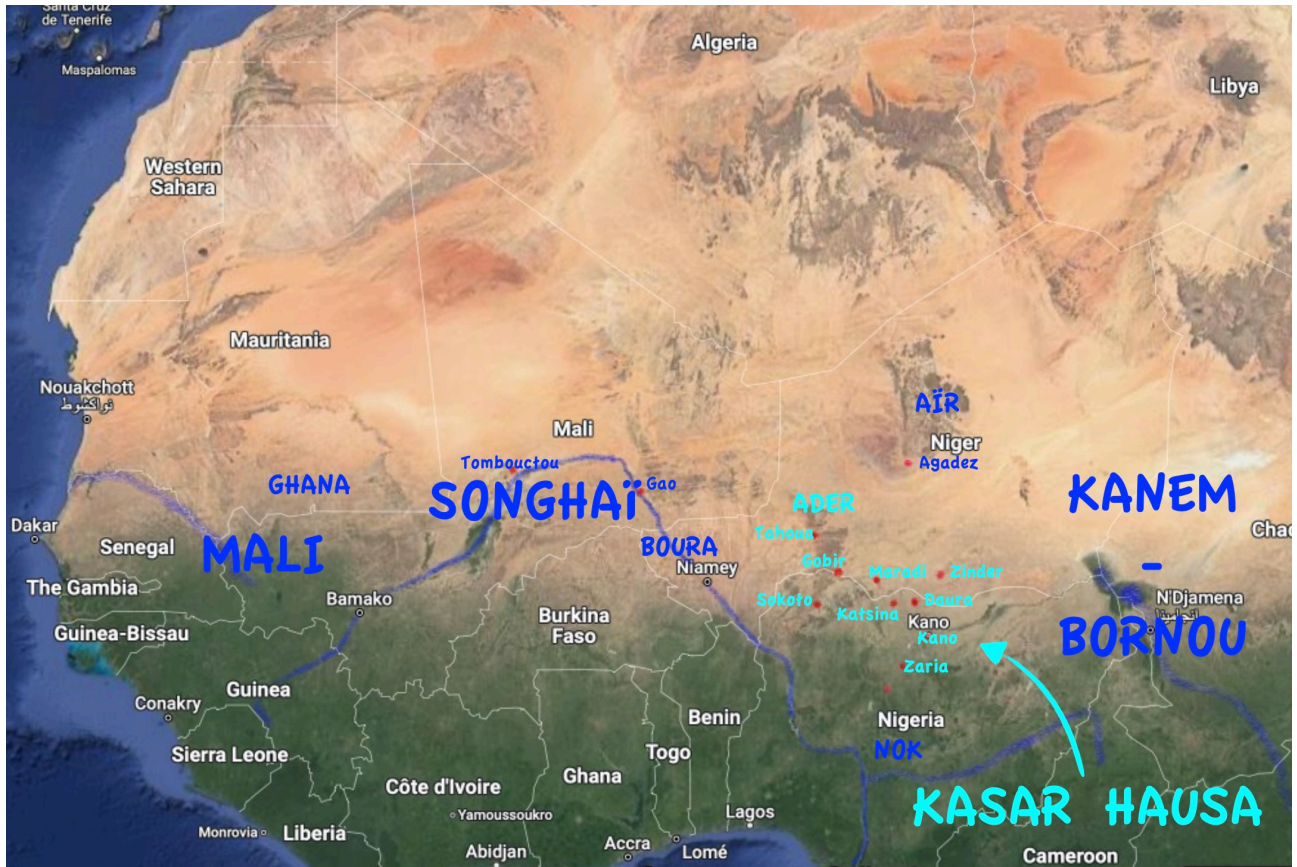 Santa Cruz
de Tenerife
Maspalomas
Algeria
Libya
Western
Sahara
Mauritania
Nouakchott
نواكشوط
Mali
AÏR
Niger
Agadez
Tombouctou
GHANA
SONGHAÏ
Gao
KANEM
-
BORNOU
ADER
Tahoua
Dakar
Senegal
MALI
BOURA
Niamey
Gobir
Maradi
Zinder
Chad
The Gambia
Bamako
Sokoto
Katsina
Daura
N'Djamena
انجامينا
Guinea-Bissau
Burkina
Faso
Kano
Kano
Zaria
Guinea
Conakry
Benin
Nigeria
Sierra Leone
Togo
NOK
Côte d'Ivoire
Ghana
KASAR HAUSA
Yamoussoukro
Lagos
Monrovia
Liberia
Accra
Lomé
Abidjan
Cameroon